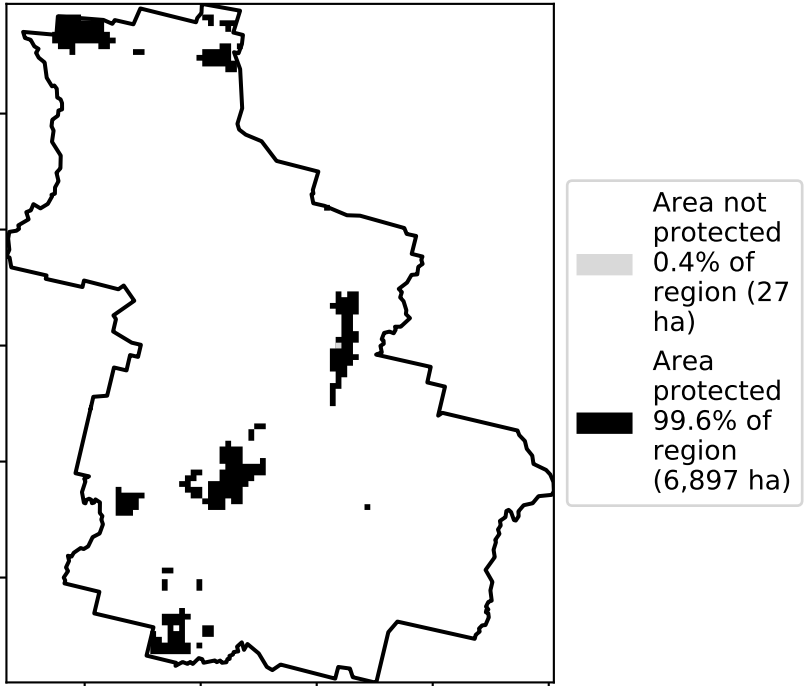 Area not
protected
0.4% of
region (27
ha)
Area
protected
99.6% of
region
(6,897 ha)